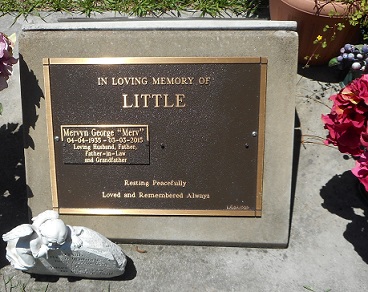 IN LOVING MEMORY OF
LITTLE
Mervyn George "Merv"
04-04-1935 - 03-03-2015
Loving Husband, Father,
Father-in-Law
and Grandfather
Resting Peacefully
Loved and Remembered Always